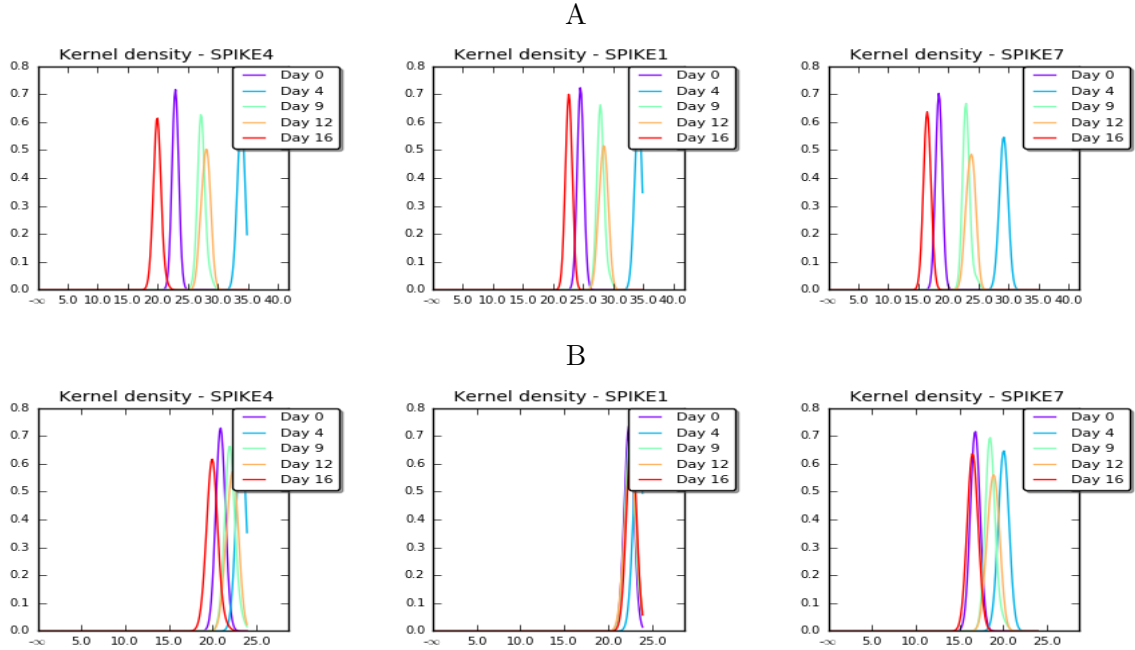 A
Kernel density - SPIKE4
0.8
0.7
0.6
0.5
0.4
0.3
0.2
0.1
0.0
-∞ 5.0 10.0 15.0 20.0 25.0 30.0 35.0 40.0
Day 0
Day 4
Day 9
Day 12
Day 16
Kernel density - SPIKE1
0.8
0.7
0.6
0.5
0.4
0.3
0.2
0.1
0.0
-∞ 5.0 10.0 15.0 20.0 25.0 30.0 35.0 40.0
Day 0
Day 4
Day 9
Day 12
Day 16
Kernel density - SPIKE7
0.8
0.7
0.6
0.5
0.4
0.3
0.2
0.1
0.0
-∞ 5.0 10.0 15.0 20.0 25.0 30.0 35.0 40.0
Day 0
Day 4
Day 9
Day 12
Day 16
B
Kernel density - SPIKE4
0.8
0.7
0.6
0.5
0.4
0.3
0.2
0.1
0.0
-∞ 5.0 10.0 15.0 20.0 25.0
Day 0
Day 4
Day 9
Day 12
Day 16
Kernel density - SPIKE1
0.8
0.7
0.6
0.5
0.4
0.3
0.2
0.1
0.0
-∞ 5.0 10.0 15.0 20.0 25.0
Day 0
Day 4
Day 9
Day 12
Day 16
Kernel density - SPIKE7
0.8
0.7
0.6
0.5
0.4
0.3
0.2
0.1
0.0
-∞ 5.0 10.0 15.0 20.0 25.0
Day 0
Day 4
Day 9
Day 12
Day 16